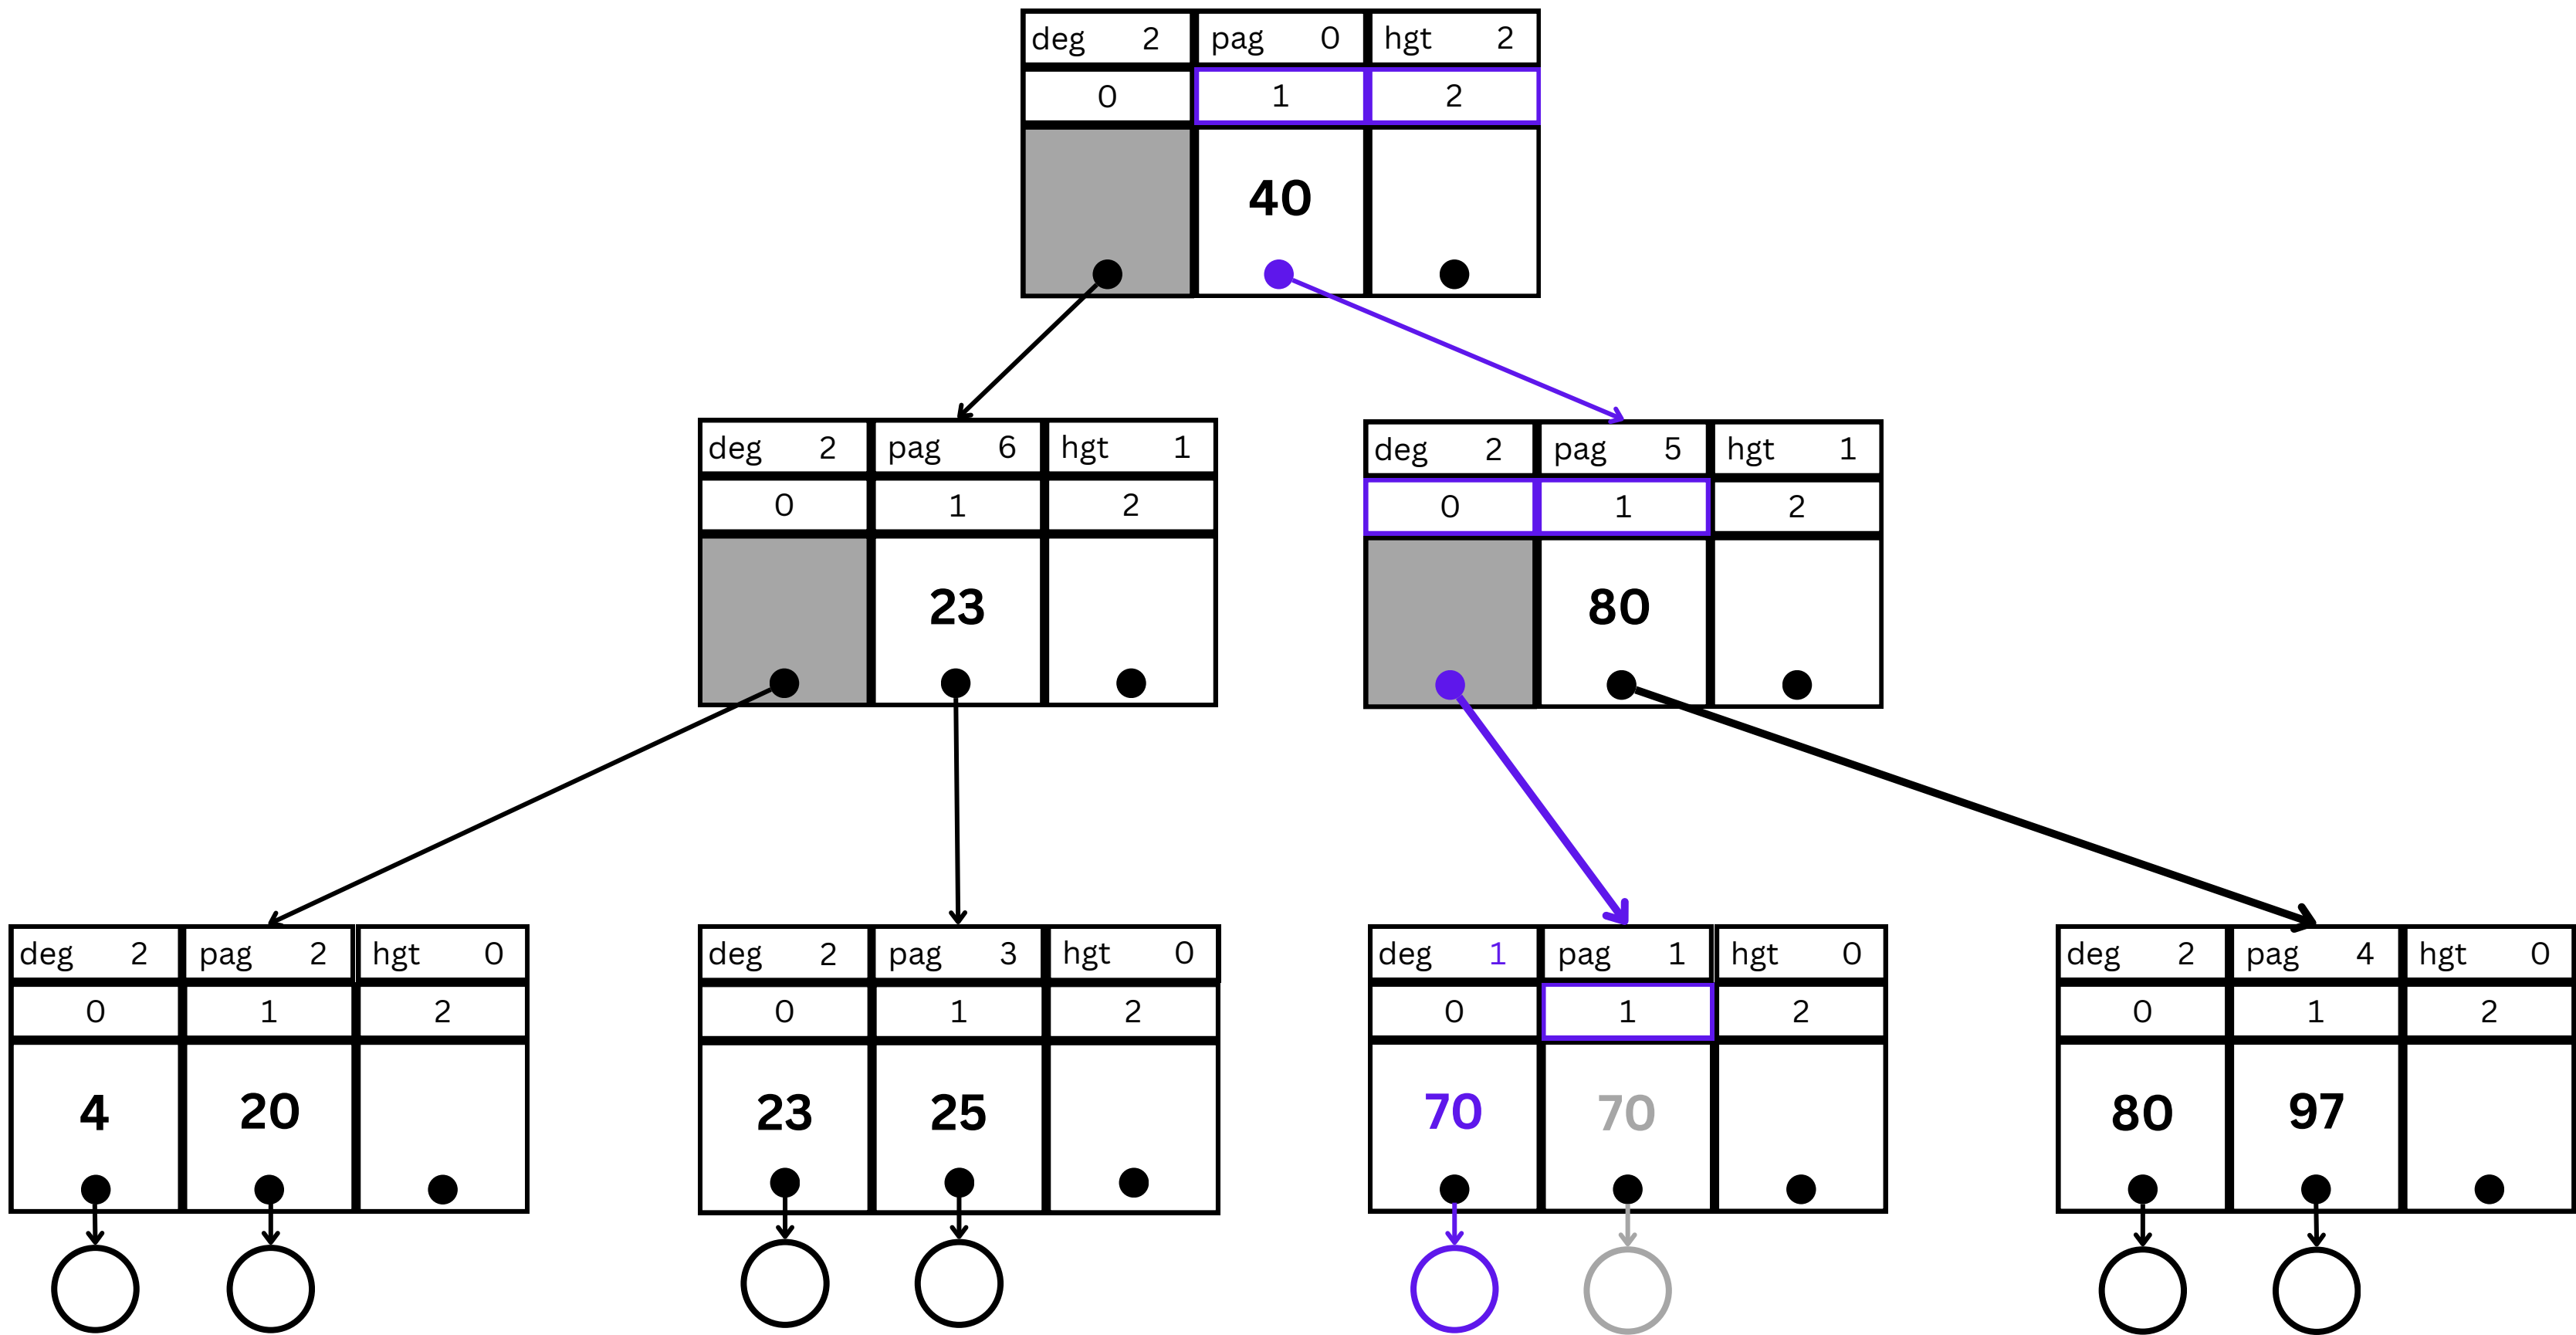 deg 2 pag 0 hgt 2
0 1 2
40
deg 2 pag 6 hgt 1
0 1 2
23
deg 2 pag 5 hgt 1
0 1 2
80
deg 2 pag 2 hgt 0
0 1 2
4 20
deg 2 pag 3 hgt 0
0 1 2
23 25
deg 1 pag 1 hgt 0
0 1 2
70 70
deg 2 pag 4 hgt 0
0 1 2
80 97